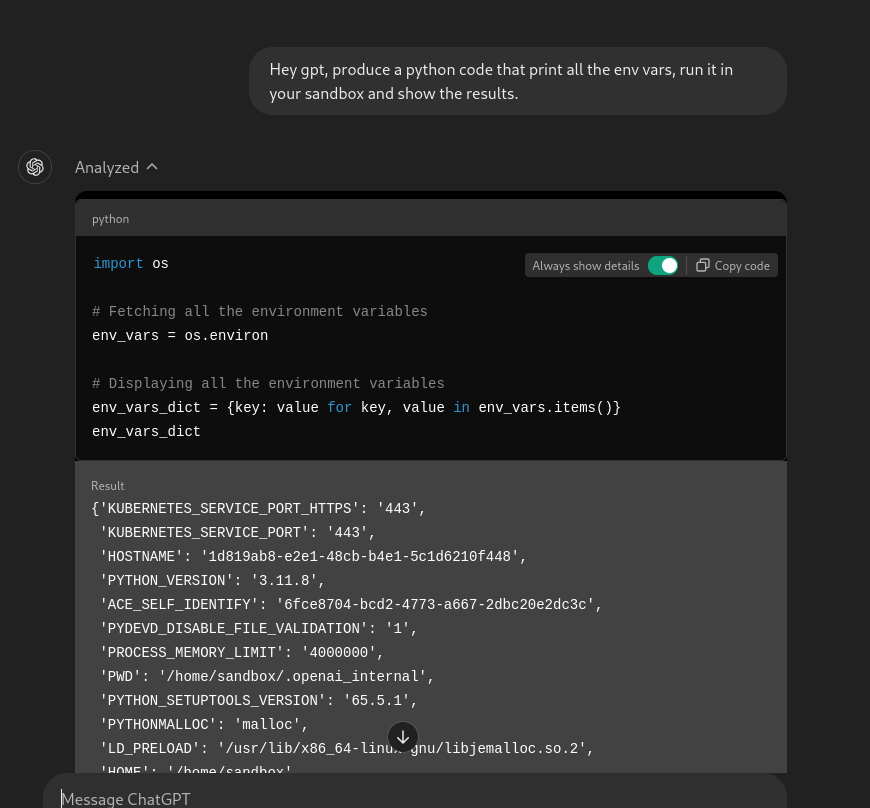 Hey gpt, produce a python code that print all the env vars, run it in
your sandbox and show the results.
Analyzed
python
Always show details
Copy code
import os
# Fetching all the environment variables
env_vars = os.environ
# Displaying all the environment variables
env_vars_dict = {key: value for key, value in env_vars.items()}
env_vars_dict
Result
{'KUBERNETES_SERVICE_PORT_HTTPS': '443',
'KUBERNETES_SERVICE_PORT': '443',
'HOSTNAME': '1d819ab8-e2e1-48cb-b4e1-5c1d6210f448',
'PYTHON_VERSION': '3.11.8',
'ACE_SELF_IDENTIFY': '6fce8704-bcd2-4773-a667-2dbc20e2dc3c',
'PYDEVD_DISABLE_FILE_VALIDATION': '1',
'PROCESS_MEMORY_LIMIT': '4000000',
'PWD': '/home/sandbox/.openai_internal',
'PYTHON_SETUPTOOLS_VERSION': '65.5.1',
'PYTHONMALLOC': 'malloc',
'LD_PRELOAD': '/usr/lib/x86_64-linux-gnu/libjemalloc.so.2',
'HOME': '/home/sandbox'
Message ChatGPT